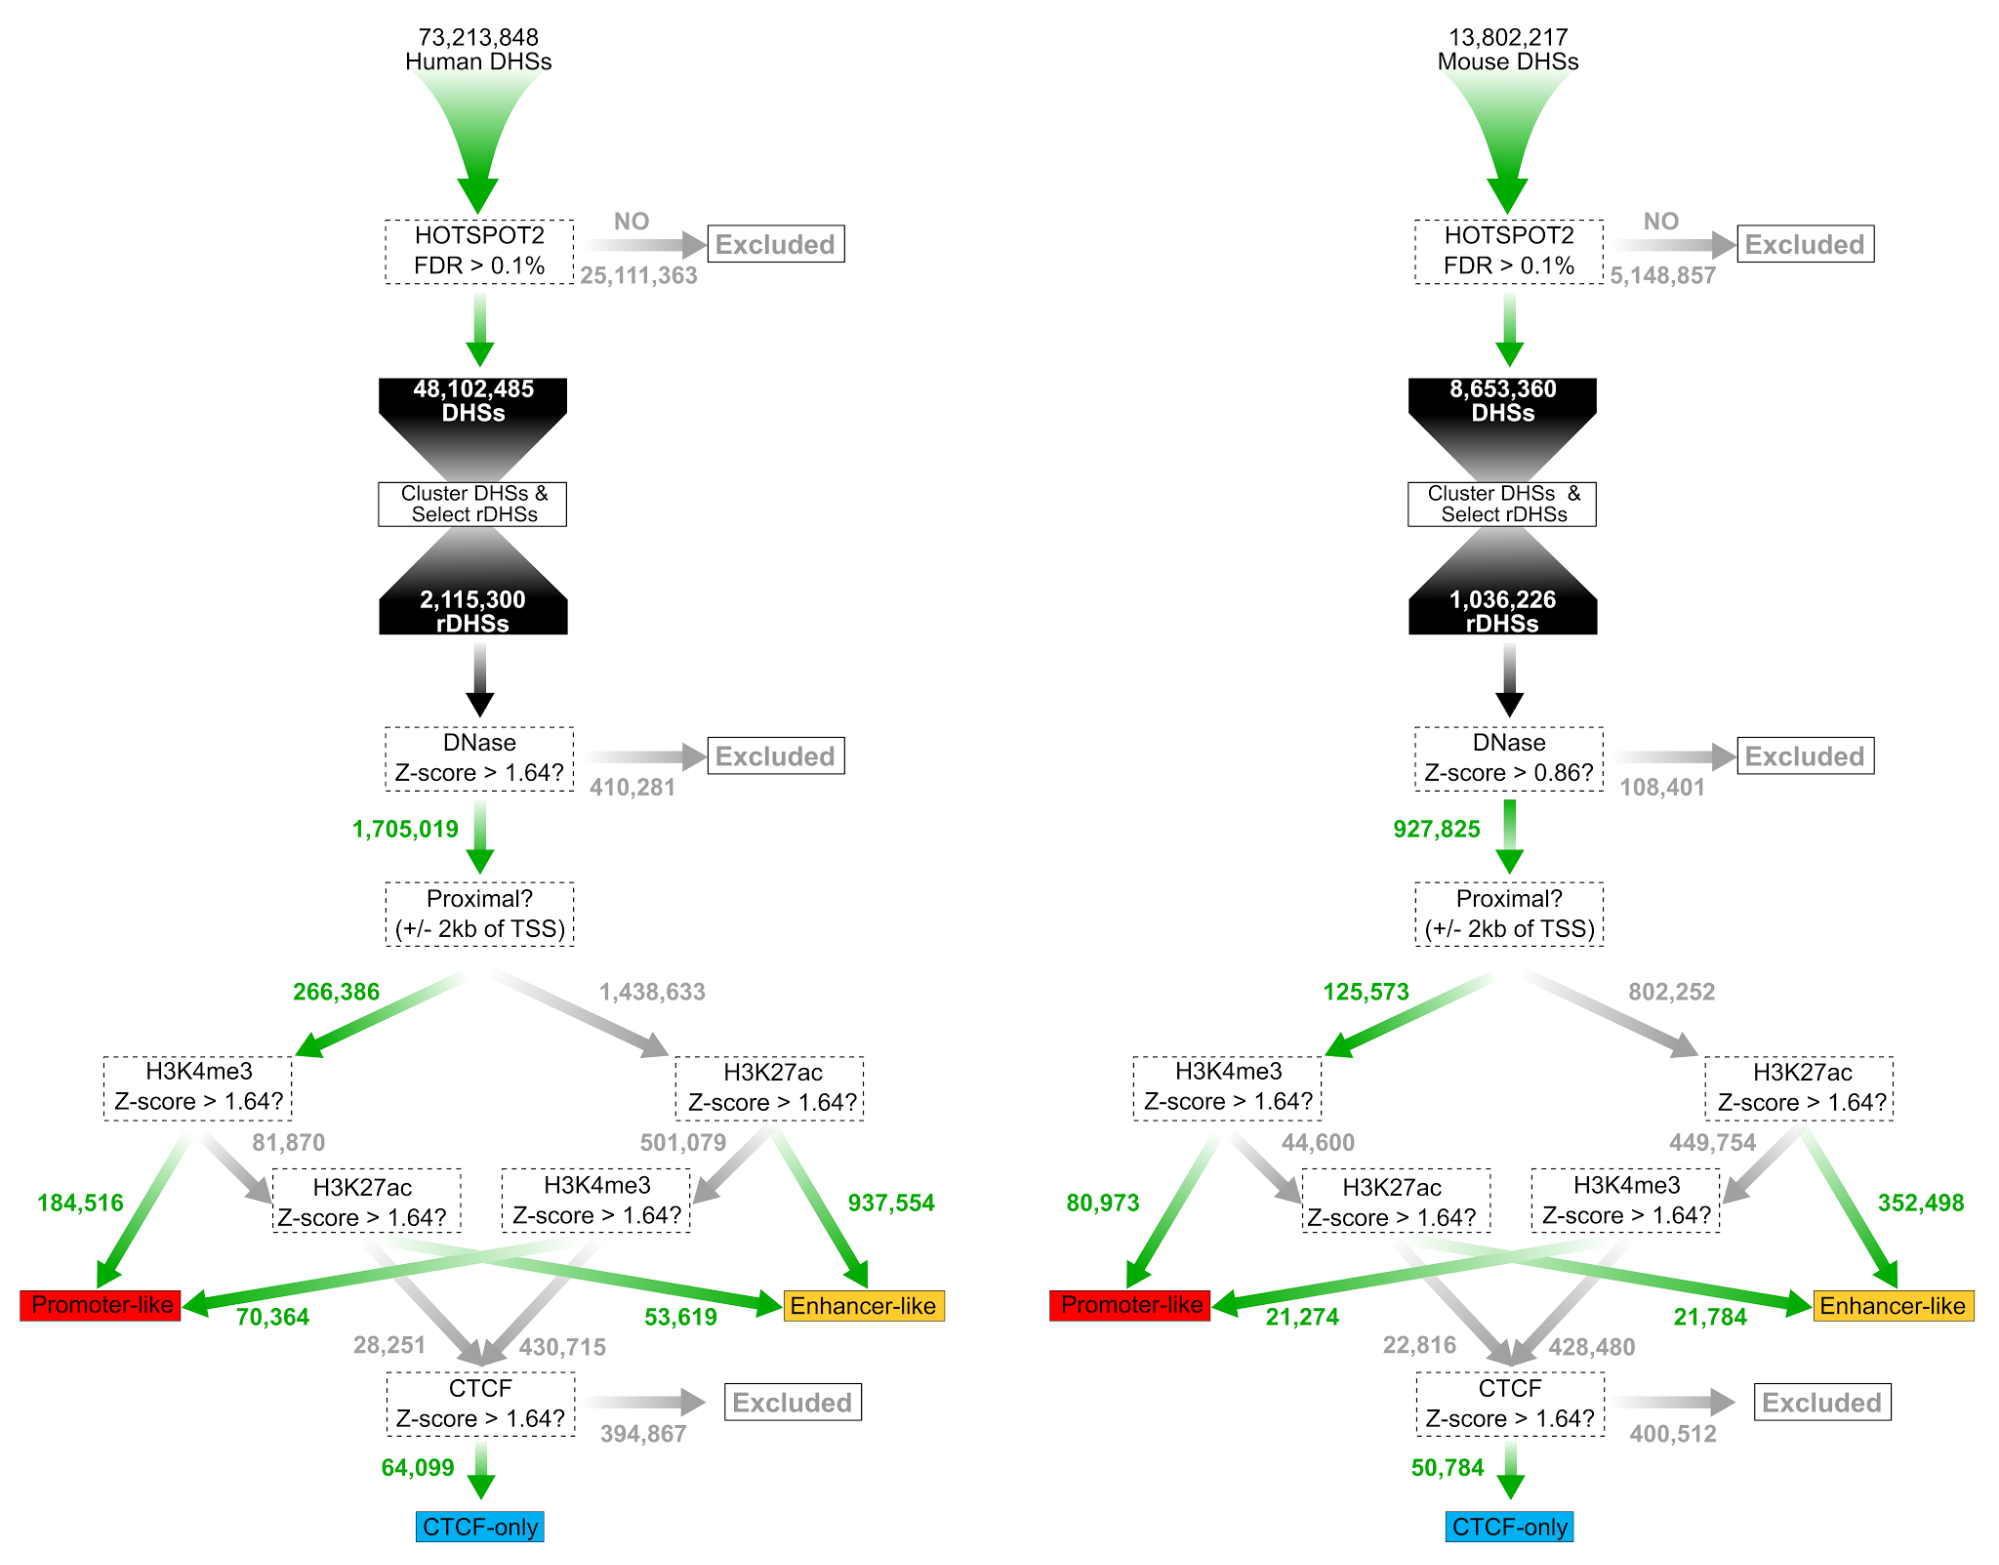 73,213,848
Human DHSs
HOTSPOT2
FDR > 0.1%
NO
25,111,363
Excluded
48,102,485
DHSs
Cluster DHSs &
Select rDHSs
2,115,300
rDHSs
DNase
Z-score > 1.64?
410,281
Excluded
1,705,019
Proximal?
(+/- 2kb of TSS)
266,386
1,438,633
H3K4me3
Z-score > 1.64?
H3K27ac
Z-score > 1.64?
81,870
501,079
184,516
H3K27ac
Z-score > 1.64?
H3K4me3
Z-score > 1.64?
937,554
Promoter-like
70,364
53,619
Enhancer-like
28,251
430,715
CTCF
Z-score > 1.64?
394,867
Excluded
64,099
CTCF-only
13,802,217
Mouse DHSs
HOTSPOT2
FDR > 0.1%
NO
5,148,857
Excluded
8,653,360
DHSs
Cluster DHSs &
Select rDHSs
1,036,226
rDHSs
DNase
Z-score > 0.86?
108,401
Excluded
927,825
Proximal?
(+/- 2kb of TSS)
125,573
802,252
H3K4me3
Z-score > 1.64?
H3K27ac
Z-score > 1.64?
44,600
449,754
80,973
H3K27ac
Z-score > 1.64?
H3K4me3
Z-score > 1.64?
352,498
Promoter-like
21,274
21,784
Enhancer-like
22,816
428,480
CTCF
Z-score > 1.64?
400,512
Excluded
50,784
CTCF-only